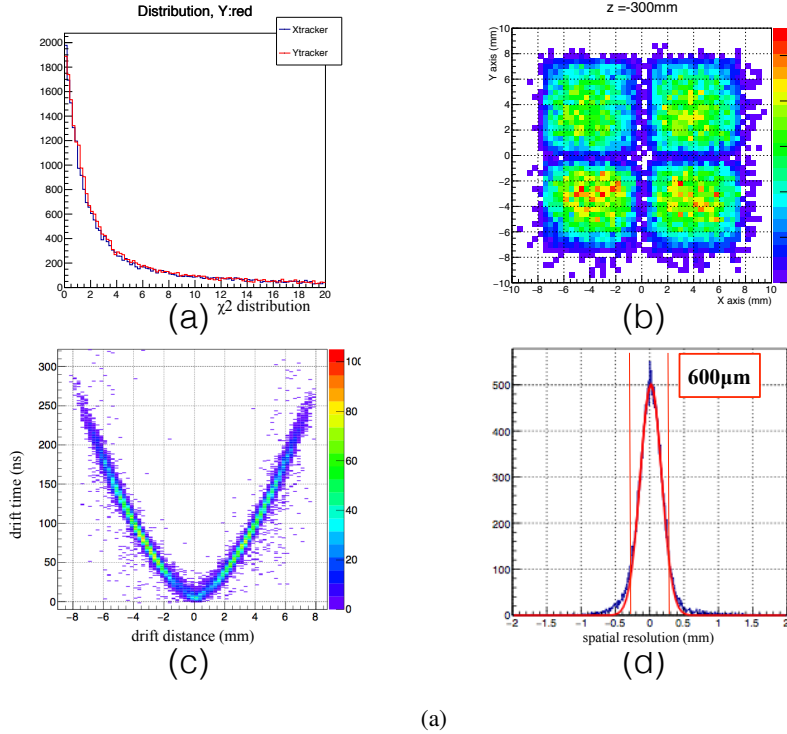 Distribution, Y:red
Xtracker
Ytracker
2000
1800
1600
1400
1200
1000
800
600
400
200
0
0 2 4 6 8 10 12 14 16 18 20
χ2 distribution
(a)
z =-300mm
Y axis (mm)
10
8
6
4
2
0
−2
−4
−6
−8
−10
−10 −8 −6 −4 −2 0 2 4 6 8 10
X axis (mm)
(b)
drift time (ns)
300
250
200
150
100
50
0
−8 −6 −4 −2 0 2 4 6 8
100
80
60
40
20
0
drift distance (mm)
(c)
600μm
500
400
300
200
100
0
−2 −1.5 −1 −0.5 0 0.5 1 1.5 2
spatial resolution (mm)
(d)
(a)